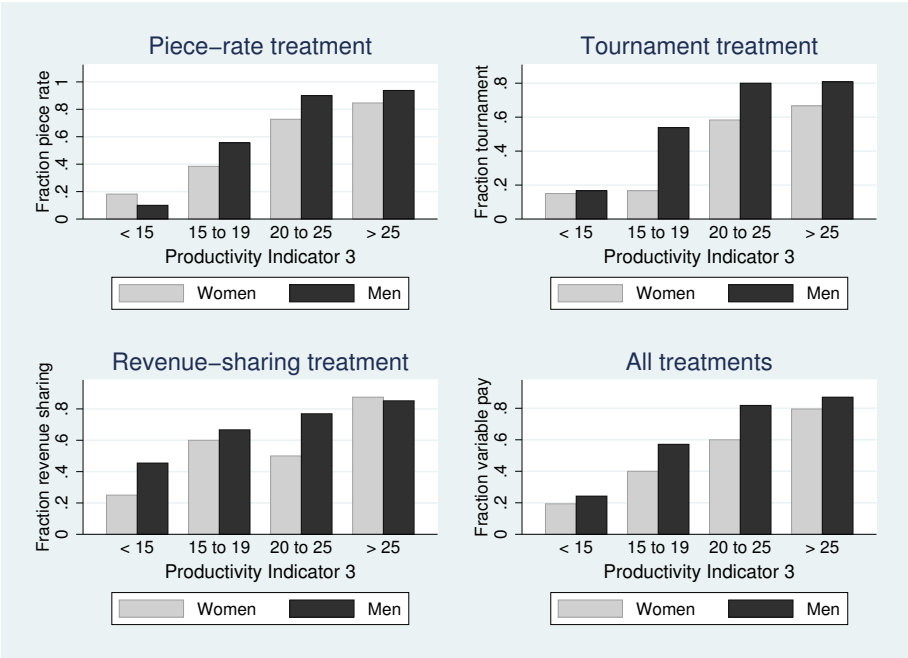 Piece−rate treatment
Fraction piece rate
0 .2 .4 .6 .8 1
< 15 15 to 19 20 to 25 > 25
Productivity Indicator 3
Women Men
Tournament treatment
Fraction tournament
0 .2 .4 .6 .8
< 15 15 to 19 20 to 25 > 25
Productivity Indicator 3
Women Men
Revenue−sharing treatment
Fraction revenue sharing
0 .2 .4 .6 .8
< 15 15 to 19 20 to 25 > 25
Productivity Indicator 3
Women Men
All treatments
Fraction variable pay
0 .2 .4 .6 .8
< 15 15 to 19 20 to 25 > 25
Productivity Indicator 3
Women Men